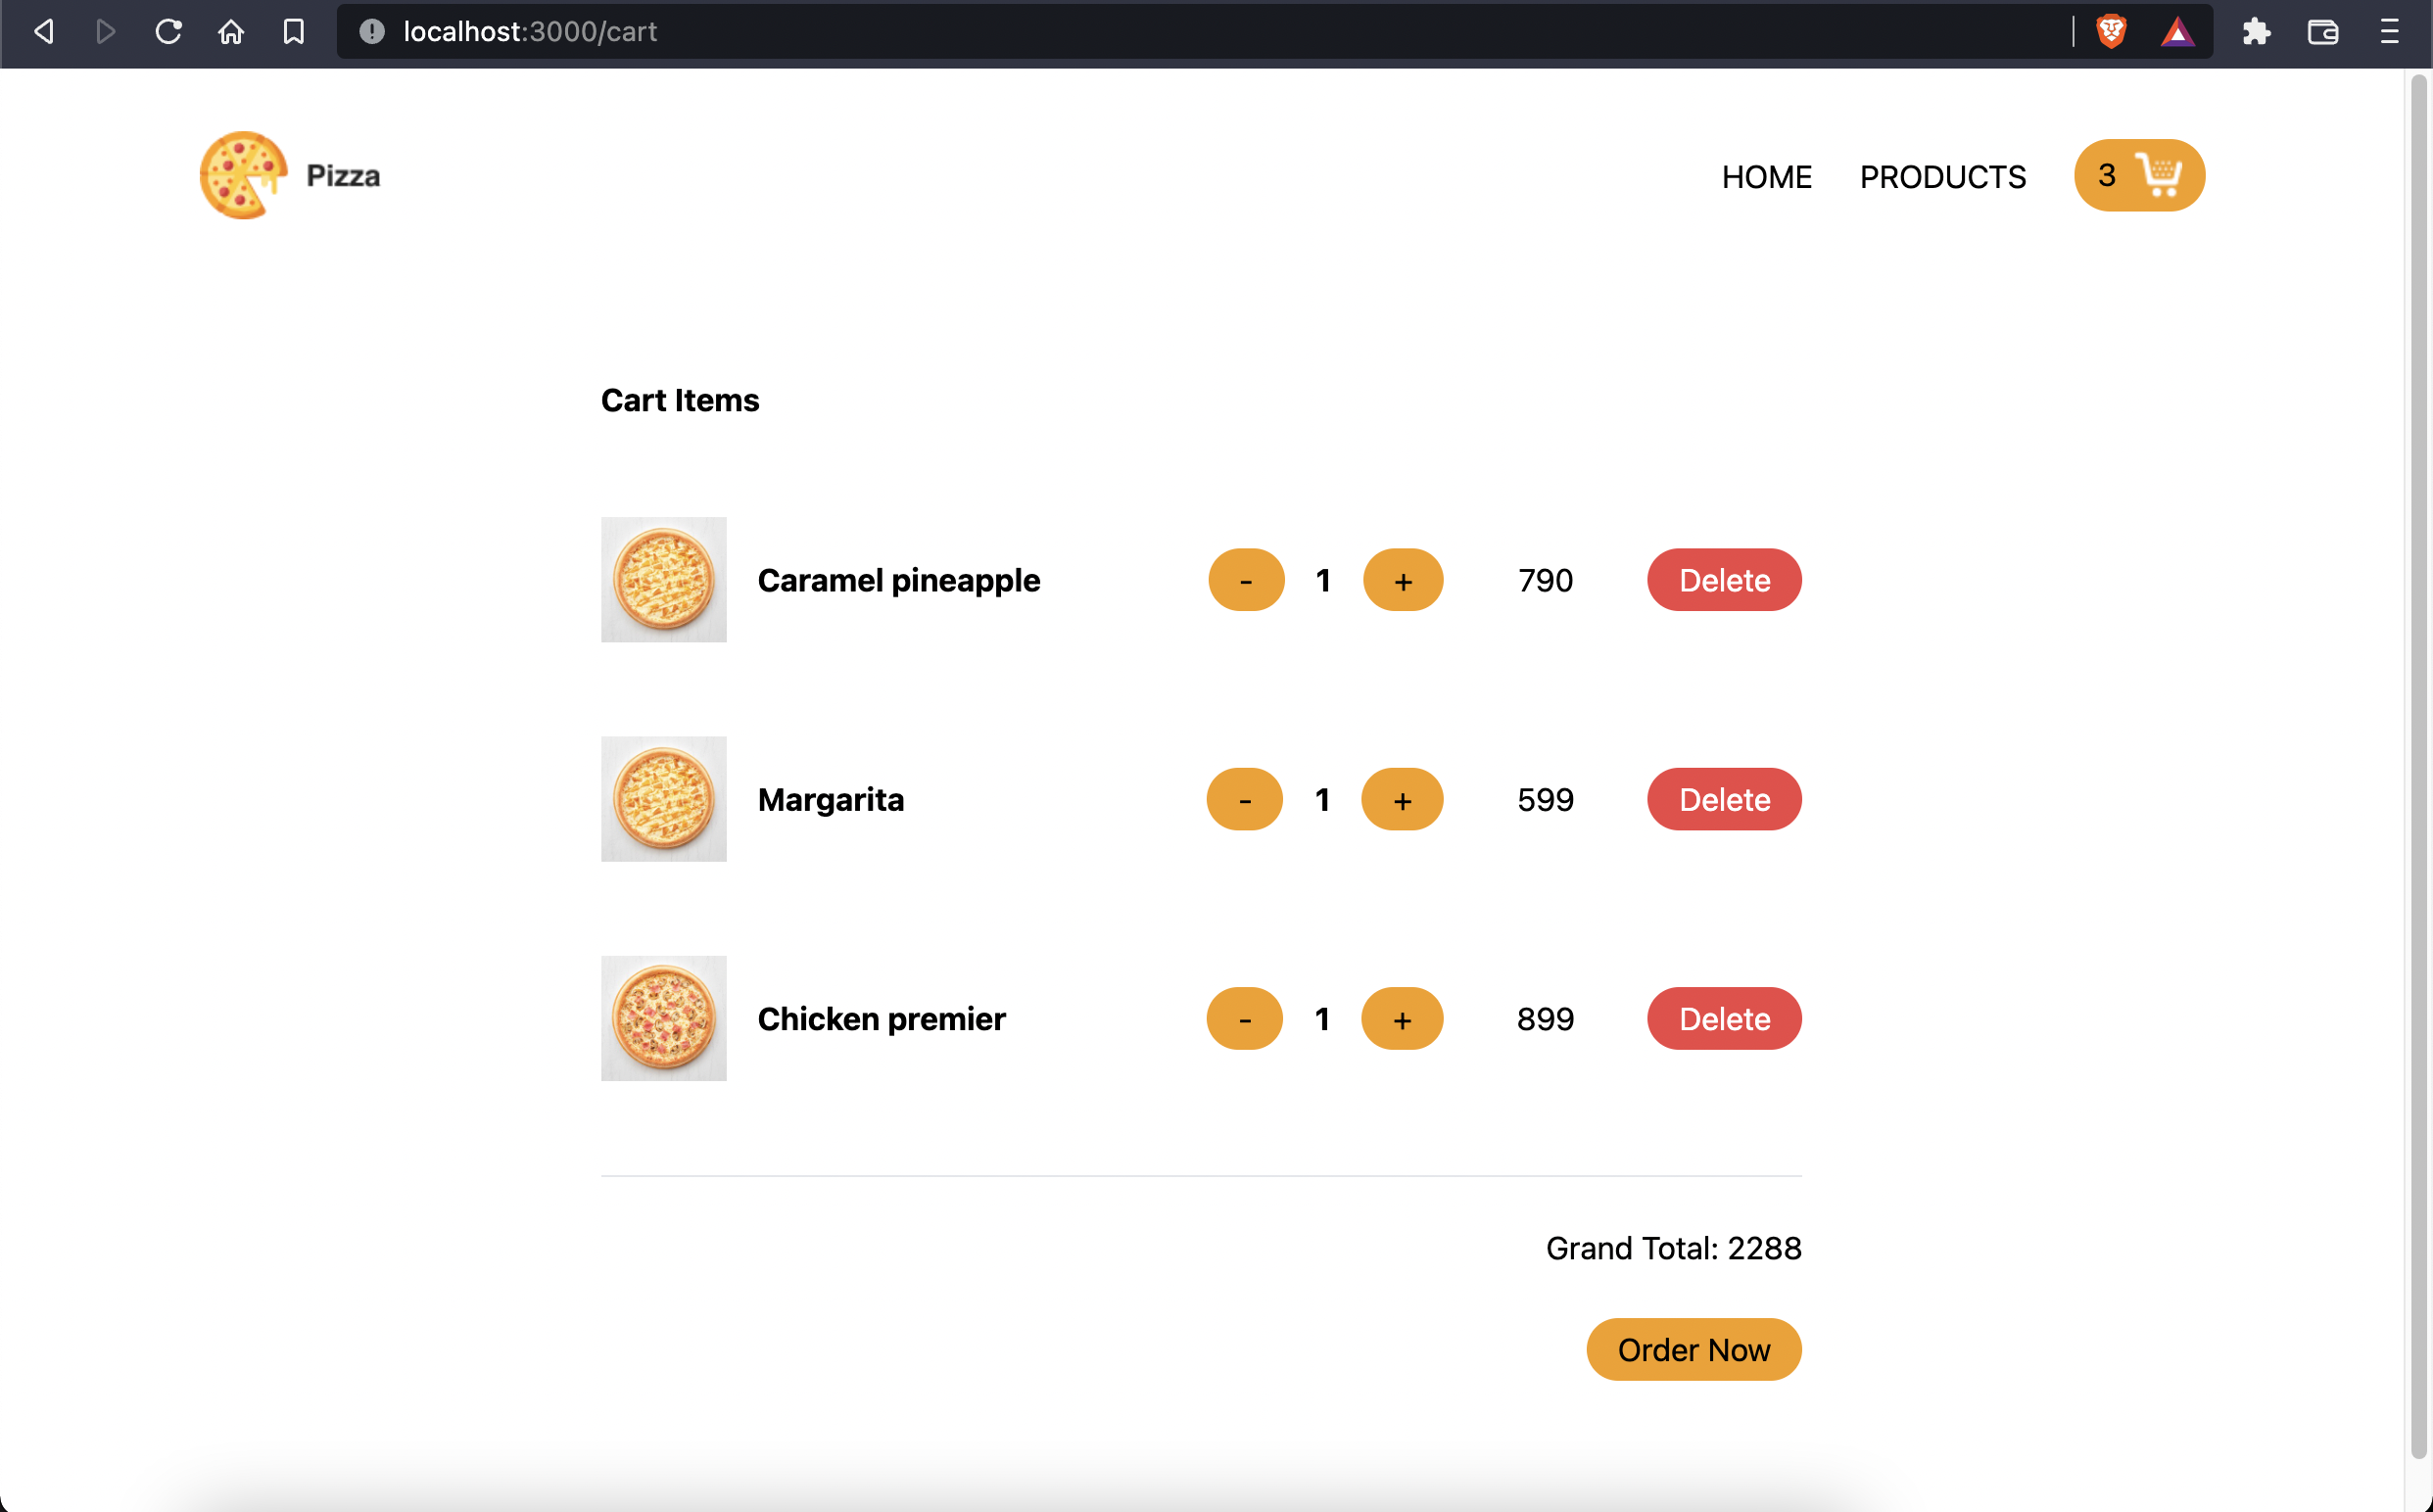 localhost:3000/cart
Pizza
HOME PRODUCTS 3
Cart Items
Caramel pineapple - 1 + 790 Delete
Margarita - 1 + 599 Delete
Chicken premier - 1 + 899 Delete
Grand Total: 2288
Order Now